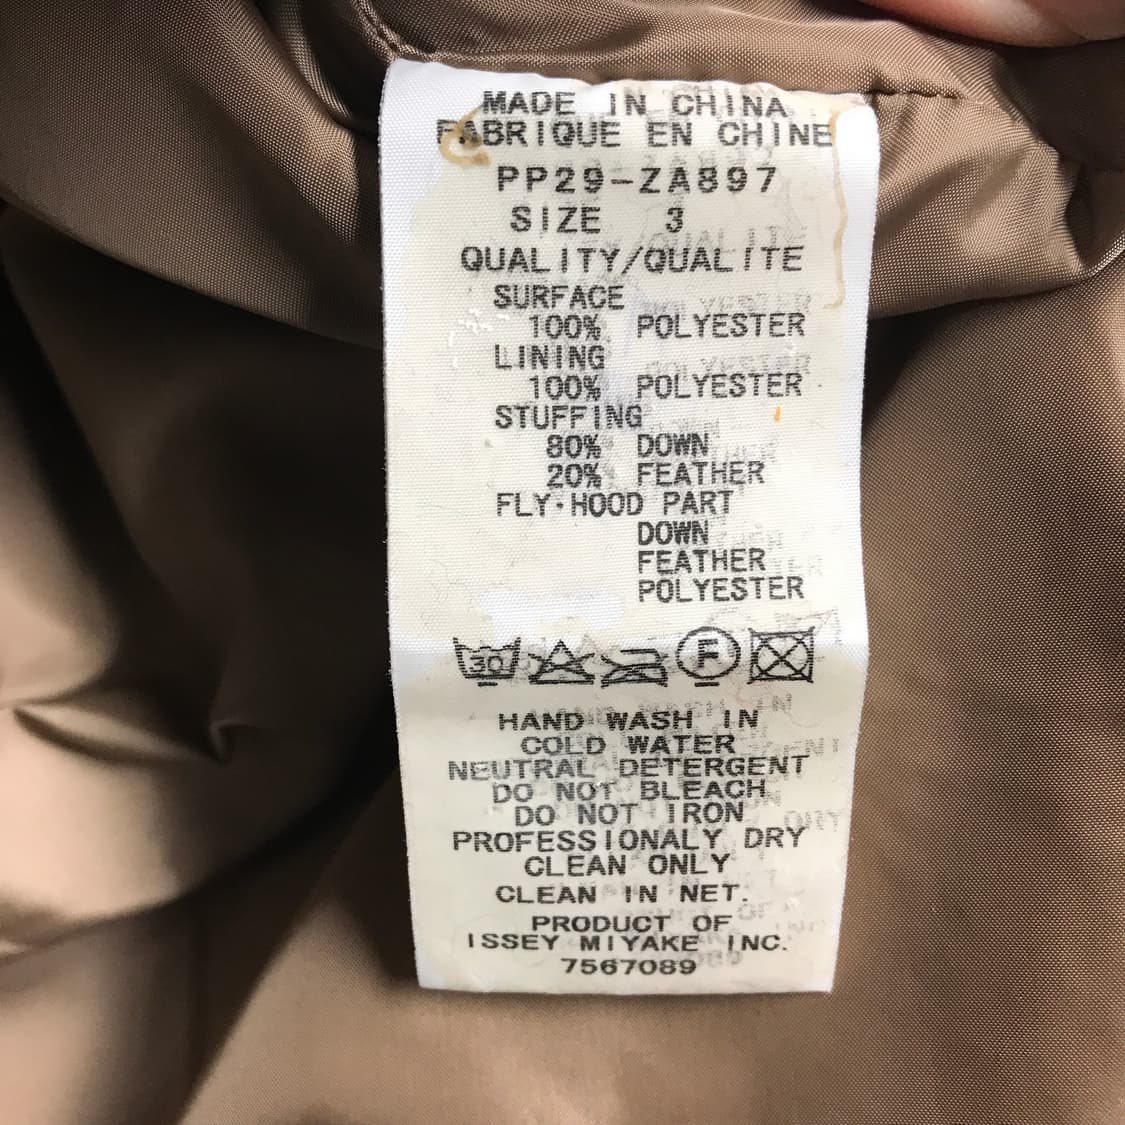 MADE IN CHINA
FABRIQUE EN CHINE
PP29-ZA897
SIZE 3
QUALITY/QUALITE
SURFACE
100% POLYESTER
LINING
100% POLYESTER
STUFFING
80% DOWN
20% FEATHER
FLY·HOOD PART
DOWN
FEATHER
POLYESTER
30 F
HAND WASH IN
COLD WATER
NEUTRAL DETERGENT
DO NOT BLEACH
DO NOT IRON
PROFESSIONALY DRY
CLEAN ONLY
CLEAN IN NET.
PRODUCT OF
ISSEY MIYAKE INC.
7567089